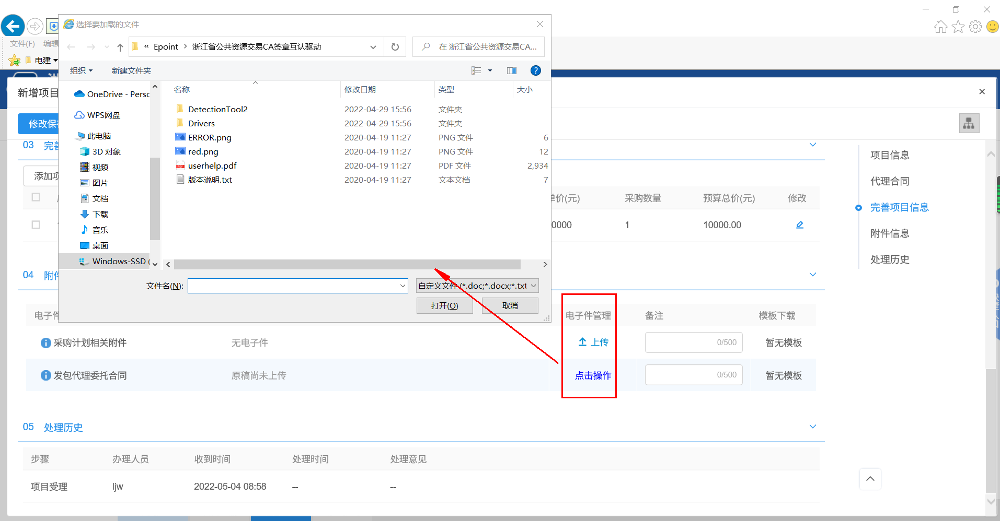 选择要加载的文件
« Epoint › 浙江省公共资源交易CA签章互认驱动
在 浙江省公共资源交易CA...
文件(F) 编辑
电建
组织
新建文件夹
OneDrive - Persc
WPS网盘
此电脑
3D 对象
视频
图片
文档
下载
音乐
桌面
Windows-SSD (
名称 修改日期 类型 大小
DetectionTool2 2022-04-29 15:56 文件夹
Drivers 2022-04-29 15:56 文件夹
ERROR.png 2020-04-19 11:27 PNG 文件 6
red.png 2020-04-19 11:27 PNG 文件 12
userhelp.pdf 2020-04-19 11:27 PDF 文件 2,934
版本说明.txt 2020-04-19 11:27 文本文档 7
文件名(N):
自定义文件 (*.doc;*.docx;*.txt
打开(O)
取消
新增项目
修改保存
03 完善
添加项
单价(元) 采购数量 预算总价(元) 修改
0000 1 10000.00
项目信息
代理合同
完善项目信息
附件信息
处理历史
04 附件
电子件 电子件管理 备注 模板下载
采购计划相关附件 无电子件 上传 0/500 暂无模板
发包代理委托合同 原稿尚未上传 点击操作 0/500 暂无模板
05 处理历史
步骤 办理人员 收到时间 处理时间 处理意见
项目受理 ljw 2022-05-04 08:58 -- --